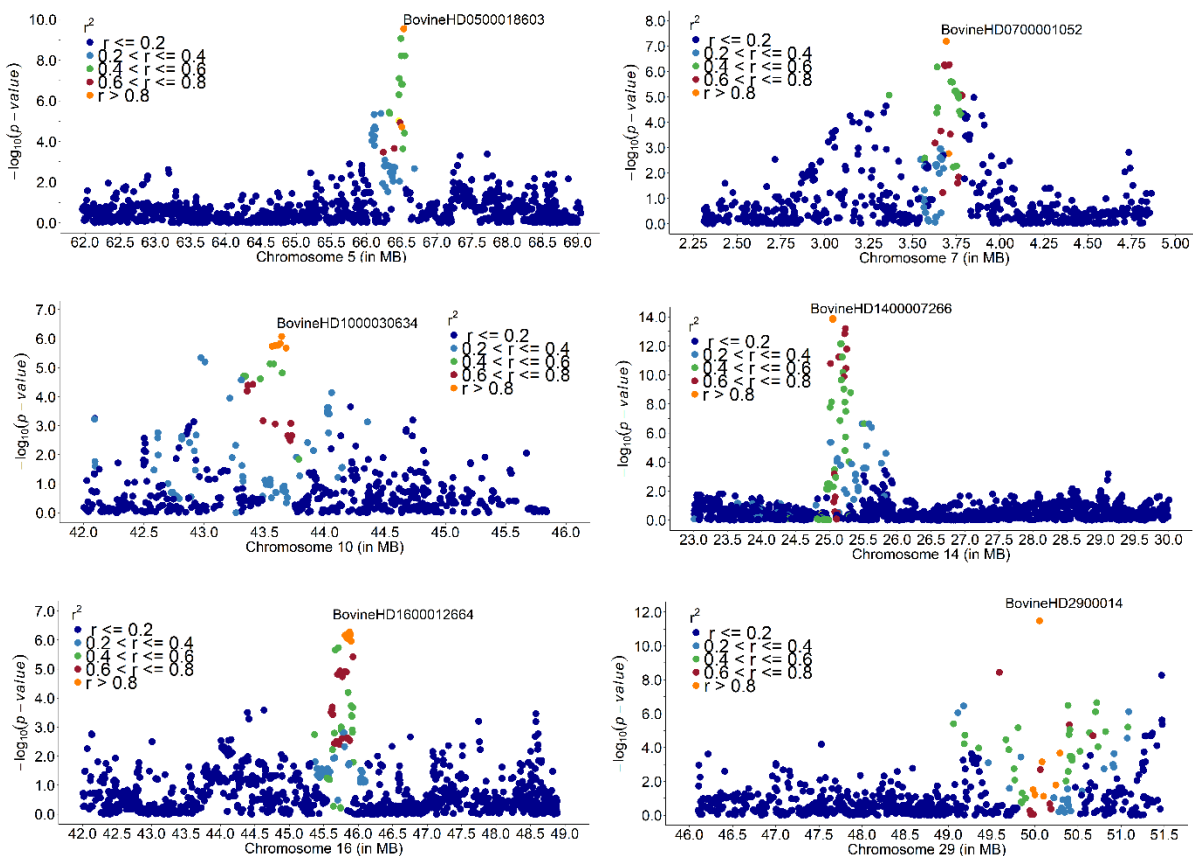 BovineHD0500018603
r²
r <= 0.2
0.2 < r <= 0.4
0.4 < r <= 0.6
0.6 < r <= 0.8
r > 0.8
10.0
8.0
6.0
4.0
2.0
0.0
−log₁₀(p − value)
62.0 62.5 63.0 63.5 64.0 64.5 65.0 65.5 66.0 66.5 67.0 67.5 68.0 68.5 69.0
Chromosome 5 (in MB)
BovineHD0700001052
r²
r <= 0.2
0.2 < r <= 0.4
0.4 < r <= 0.6
0.6 < r <= 0.8
r > 0.8
8.0
7.0
6.0
5.0
4.0
3.0
2.0
1.0
0.0
−log₁₀(p − value)
2.25 2.50 2.75 3.00 3.25 3.50 3.75 4.00 4.25 4.50 4.75 5.00
Chromosome 7 (in MB)
BovineHD1000030634
r²
r <= 0.2
0.2 < r <= 0.4
0.4 < r <= 0.6
0.6 < r <= 0.8
r > 0.8
7.0
6.0
5.0
4.0
3.0
2.0
1.0
0.0
−log₁₀(p − value)
42.0 42.5 43.0 43.5 44.0 44.5 45.0 45.5 46.0
Chromosome 10 (in MB)
BovineHD1400007266
r²
r <= 0.2
0.2 < r <= 0.4
0.4 < r <= 0.6
0.6 < r <= 0.8
r > 0.8
14.0
12.0
10.0
8.0
6.0
4.0
2.0
0.0
−log₁₀(p − value)
23.0 23.5 24.0 24.5 25.0 25.5 26.0 26.5 27.0 27.5 28.0 28.5 29.0 29.5 30.0
Chromosome 14 (in MB)
BovineHD1600012664
r²
r <= 0.2
0.2 < r <= 0.4
0.4 < r <= 0.6
0.6 < r <= 0.8
r > 0.8
7.0
6.0
5.0
4.0
3.0
2.0
1.0
0.0
−log₁₀(p − value)
42.0 42.5 43.0 43.5 44.0 44.5 45.0 45.5 46.0 46.5 47.0 47.5 48.0 48.5 49.0
Chromosome 16 (in MB)
BovineHD2900014
r²
r <= 0.2
0.2 < r <= 0.4
0.4 < r <= 0.6
0.6 < r <= 0.8
r > 0.8
12.0
10.0
8.0
6.0
4.0
2.0
0.0
−log₁₀(p − value)
46.0 46.5 47.0 47.5 48.0 48.5 49.0 49.5 50.0 50.5 51.0 51.5
Chromosome 29 (in MB)